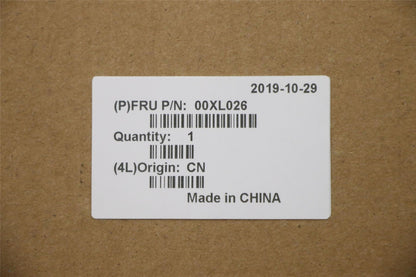 2019-10-29
(P)FRU P/N: 00XL026
Quantity: 1
(4L)Origin: CN
Made in CHINA